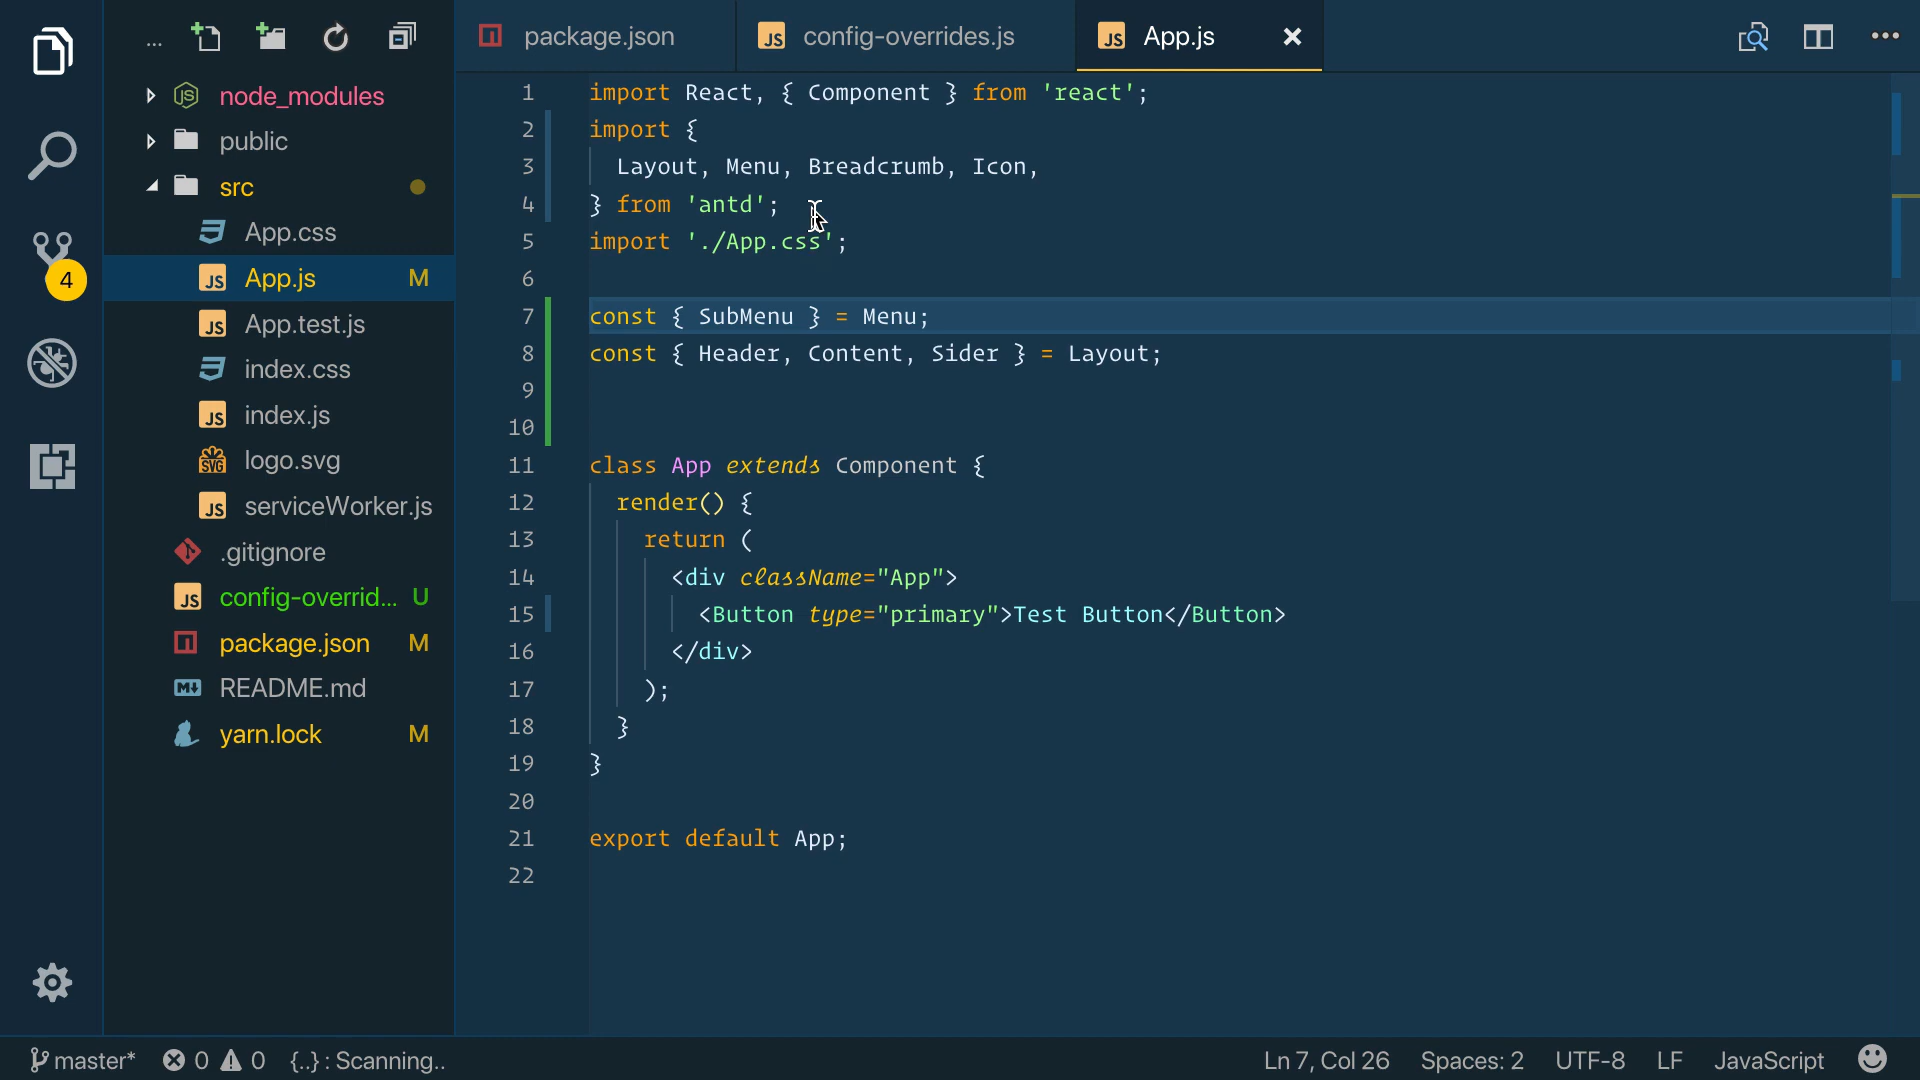 ...
node_modules
public
src
App.css
App.js M
App.test.js
index.css
index.js
logo.svg
serviceWorker.js
.gitignore
config-overrid... U
package.json M
README.md
yarn.lock M
4
package.json
config-overrides.js
App.js
1 import React, { Component } from 'react';
2 import {
3 Layout, Menu, Breadcrumb, Icon,
4 } from 'antd';
5 import './App.css';
6
7 const { SubMenu } = Menu;
8 const { Header, Content, Sider } = Layout;
9
10
11 class App extends Component {
12 render() {
13 return (
14 <div className="App">
15 <Button type="primary">Test Button</Button>
16 </div>
17 );
18 }
19 }
20
21 export default App;
22
master* 0 0 {..} : Scanning.. Ln 7, Col 26 Spaces: 2 UTF-8 LF JavaScript